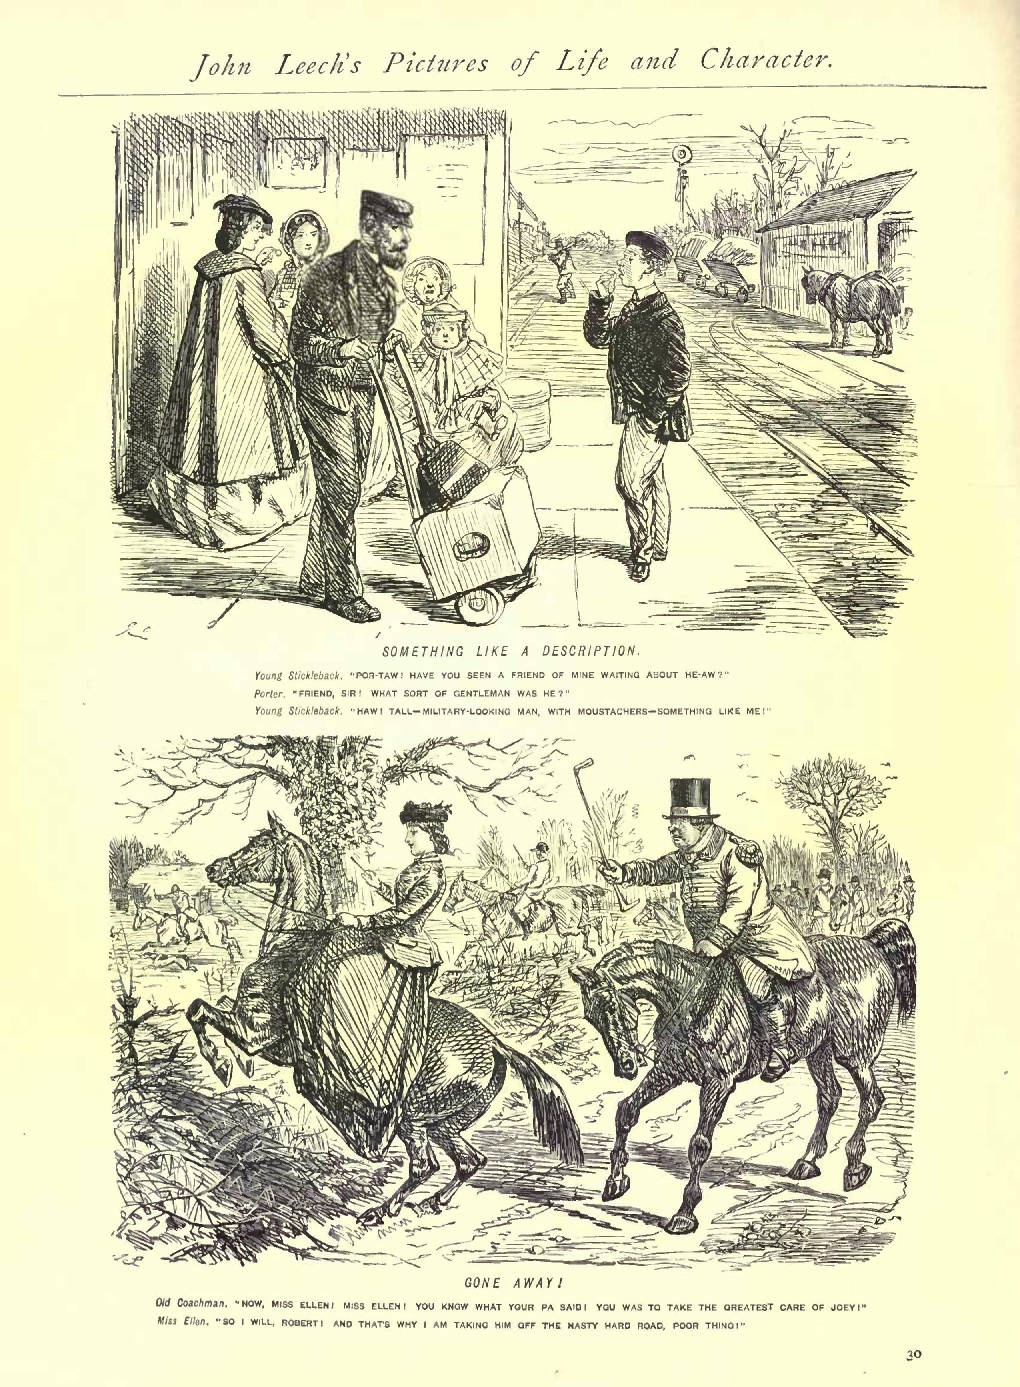 John Leech's Pictures of Life and Character.
SOMETHING LIKE A DESCRIPTION.
Young Stickleback. "POR-TAW! HAVE YOU SEEN A FRIEND OF MINE WAITING ABOUT HE-AW?"
Porter. "FRIEND, SIR! WHAT SORT OF GENTLEMAN WAS HE?"
Young Stickleback. "HAW! TALL—MILITARY-LOOKING MAN, WITH MOUSTACHERS—SOMETHING LIKE ME!"
GONE AWAY!
Old Coachman. "NOW, MISS ELLEN! MISS ELLEN! YOU KNOW WHAT YOUR PA SAID! YOU WAS TO TAKE THE GREATEST CARE OF JOEY!"
Miss Ellen. "SO I WILL, ROBERT! AND THAT'S WHY I AM TAKING HIM OFF THE NASTY HARD ROAD, POOR THING!"
30